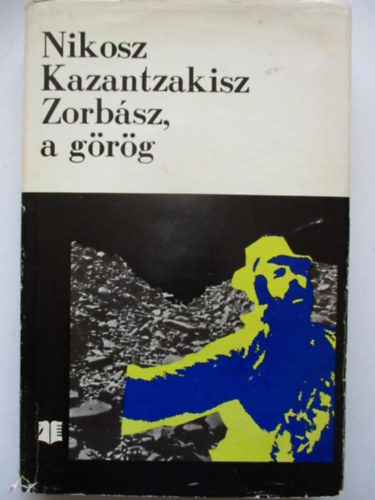 Nikosz
Kazantzakisz
Zorbász,
a görög